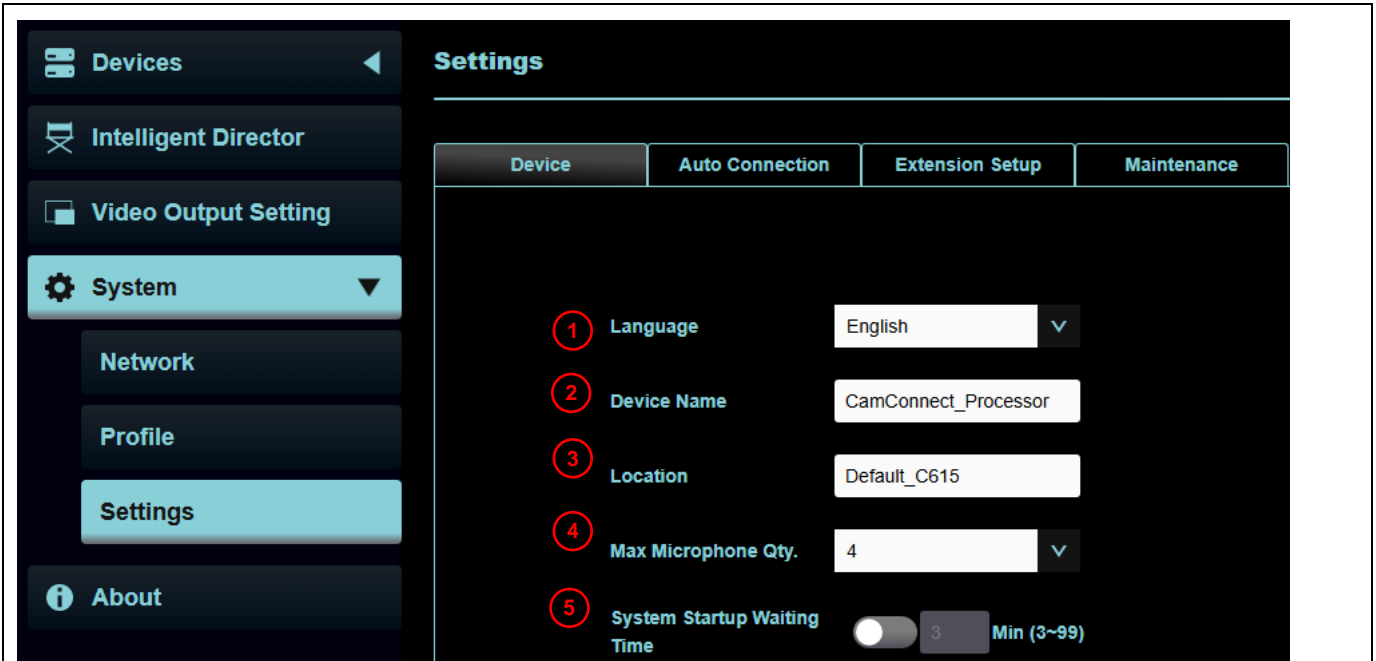 Devices
Intelligent Director
Video Output Setting
System
Network
Profile
Settings
About
Settings
Device
Auto Connection
Extension Setup
Maintenance
1 Language English
2 Device Name CamConnect_Processor
3 Location Default_C615
4 Max Microphone Qty. 4
5 System Startup Waiting
Time
3 Min (3~99)